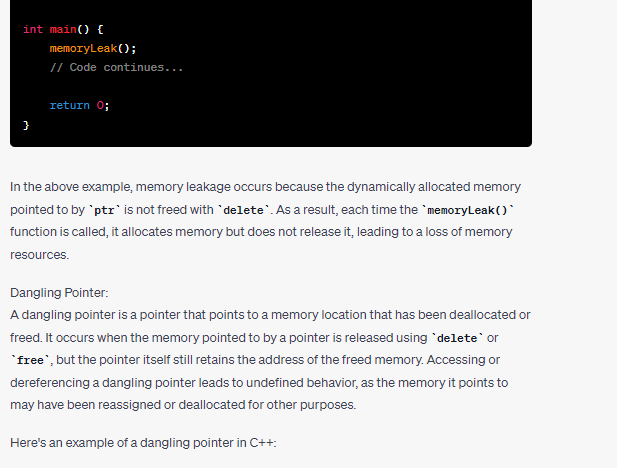 int main() {
    memoryLeak();
    // Code continues...
    return 0;
}
In the above example, memory leakage occurs because the dynamically allocated memory
pointed to by `ptr` is not freed with `delete`. As a result, each time the `memoryLeak()`
function is called, it allocates memory but does not release it, leading to a loss of memory
resources.
Dangling Pointer:
A dangling pointer is a pointer that points to a memory location that has been deallocated or
freed. It occurs when the memory pointed to by a pointer is released using `delete` or
`free`, but the pointer itself still retains the address of the freed memory. Accessing or
dereferencing a dangling pointer leads to undefined behavior, as the memory it points to
may have been reassigned or deallocated for other purposes.
Here's an example of a dangling pointer in C++: